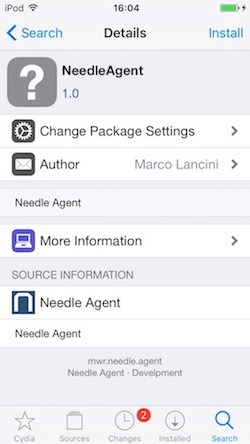 iPod 16:04
Search Details Install
NeedleAgent
1.0
Change Package Settings
Author Marco Lancini
Needle Agent
More Information
SOURCE INFORMATION
Needle Agent
Needle Agent
mwr.needle.agent
Needle Agent · Develpment
2
Cydia Sources Changes Installed Search